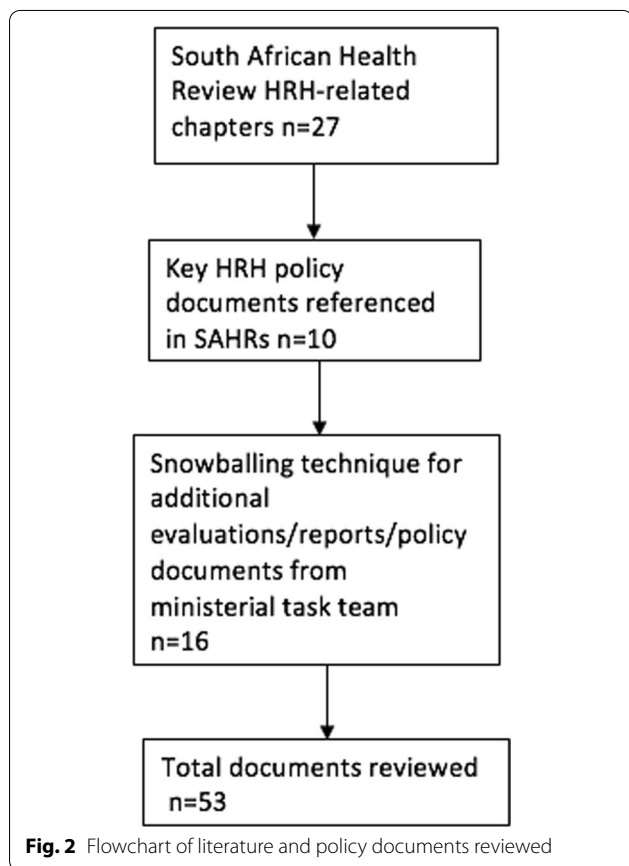 South African Health
Review HRH-related
chapters n=27
Key HRH policy
documents referenced
in SAHRs n=10
Snowballing technique for
additional
evaluations/reports/policy
documents from
ministerial task team
n=16
Total documents reviewed
n=53
Fig. 2 Flowchart of literature and policy documents reviewed